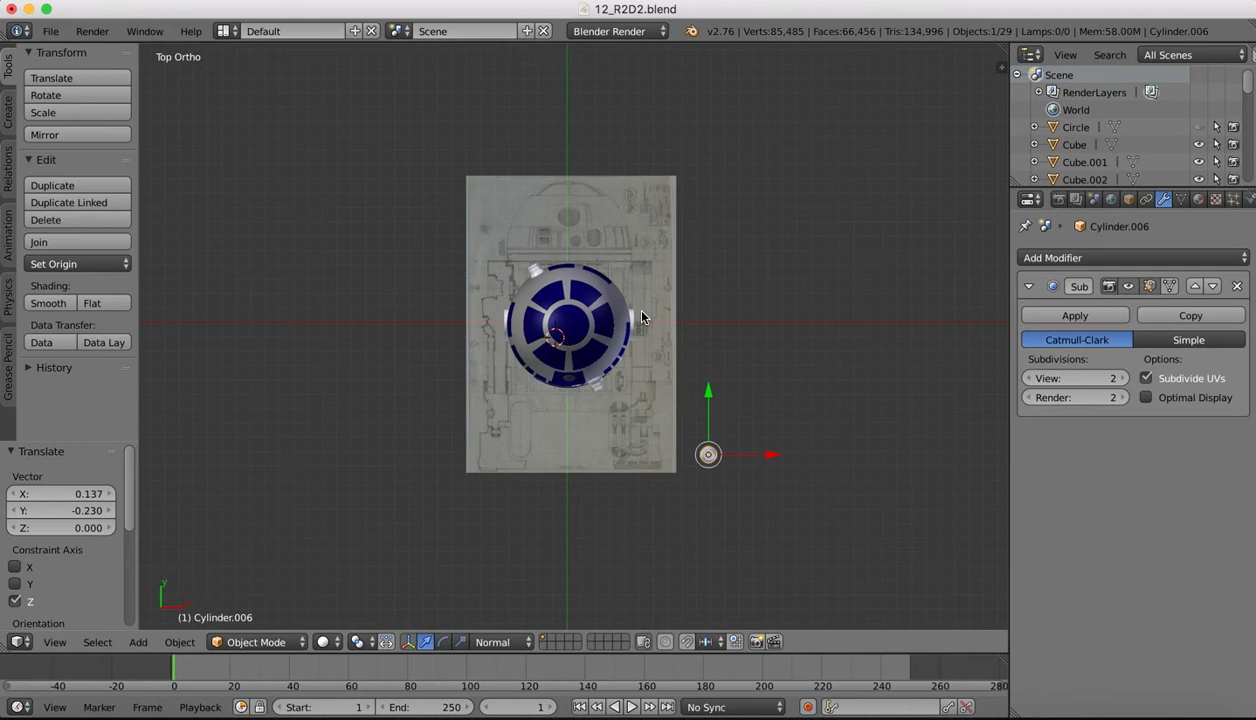 12_R2D2.blend
File Render Window Help Default Scene Blender Render v2.76 | Verts:85,485 | Faces:66,456 | Tris:134,996 | Objects:1/29 | Lamps:0/0 | Mem:58.00M | Cylinder.006
Tools
Create
Relations
Animation
Physics
Grease Pencil
Transform
Translate
Rotate
Scale
Mirror
Edit
Duplicate
Duplicate Linked
Delete
Join
Set Origin
Shading:
Smooth Flat
Data Transfer:
Data Data Lay
History
Translate
Vector
X: 0.137
Y: -0.230
Z: 0.000
Constraint Axis
X
Y
Z
Orientation
Top Ortho
y
(1) Cylinder.006
View Select Add Object Object Mode Normal
-40 -20 0 20 40 60 80 100 120 140 160 180 200 220 240 260 280
View Marker Frame Playback Start: 1 End: 250 1 No Sync
View Search All Scenes
Scene
RenderLayers
World
Circle
Cube
Cube.001
Cube.002
Cylinder.006
Add Modifier
Sub
Apply Copy
Catmull-Clark Simple
Subdivisions: Options:
View: 2 Subdivide UVs
Render: 2 Optimal Display